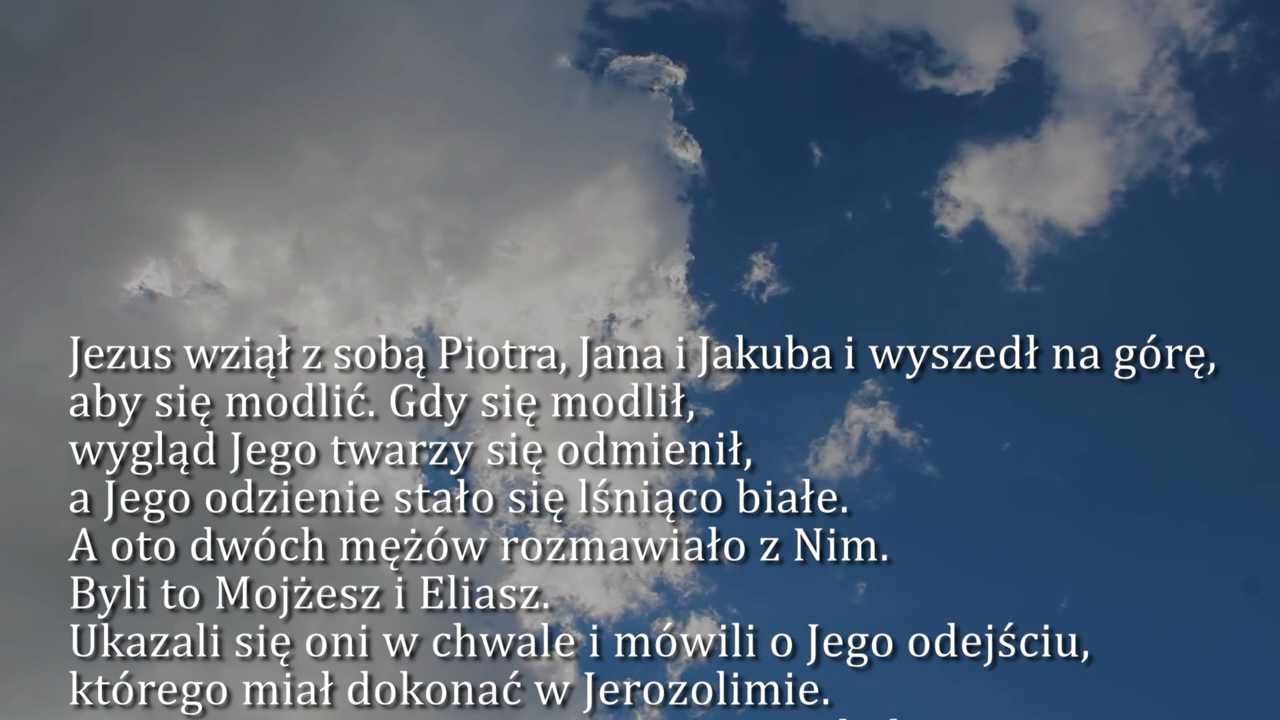 Jezus wziął z sobą Piotra, Jana i Jakuba i wyszedł na górę,
aby się modlić. Gdy się modlił,
wygląd Jego twarzy się odmienił,
a Jego odzienie stało się lśniąco białe.
A oto dwóch mężów rozmawiało z Nim.
Byli to Mojżesz i Eliasz.
Ukazali się oni w chwale i mówili o Jego odejściu,
którego miał dokonać w Jerozolimie.